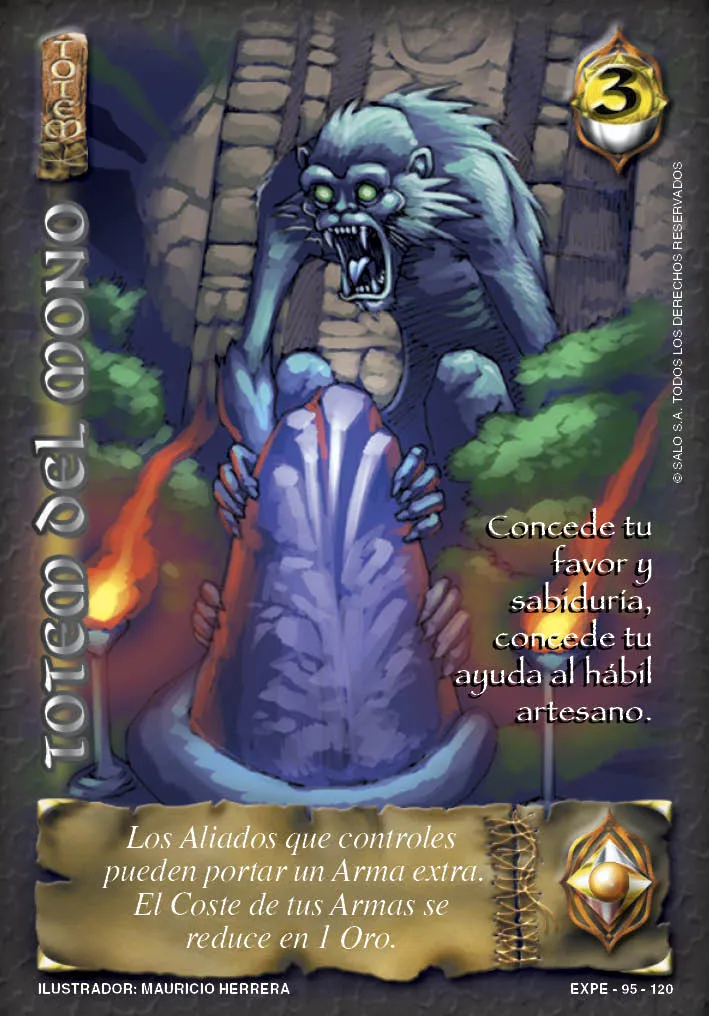 TOTEM
3
TOTEM DEL MONO
© SALO S.A. TODOS LOS DERECHOS RESERVADOS
Concede tu
favor y
sabiduría,
concede tu
ayuda al hábil
artesano.
Los Aliados que controles
pueden portar un Arma extra.
El Coste de tus Armas se
reduce en 1 Oro.
ILUSTRADOR: MAURICIO HERRERA
EXPE - 95 - 120